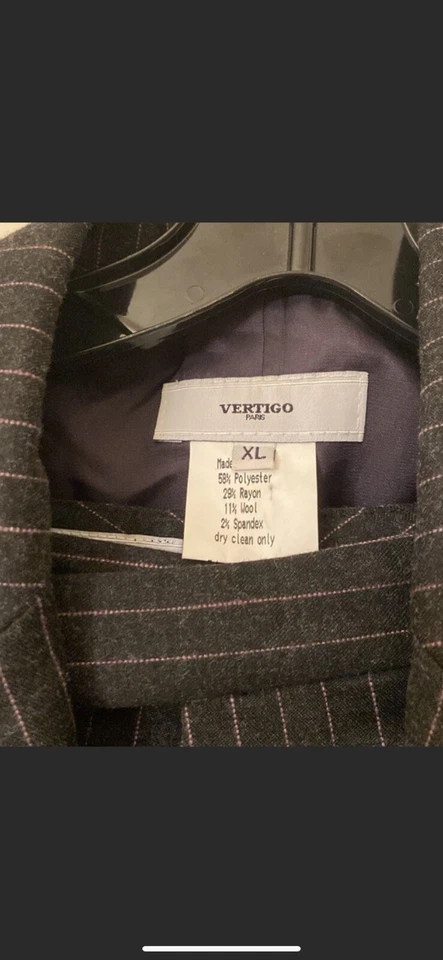 VERTIGO
PARIS
XL
Made
58% Polyester
29% Rayon
11% Wool
2% Spandex
dry clean only